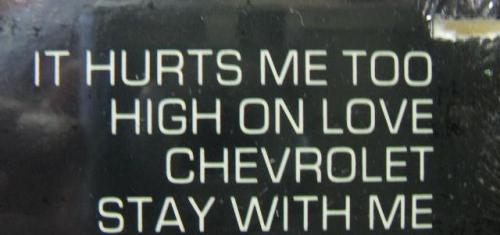 IT HURTS ME TOO
HIGH ON LOVE
CHEVROLET
STAY WITH ME